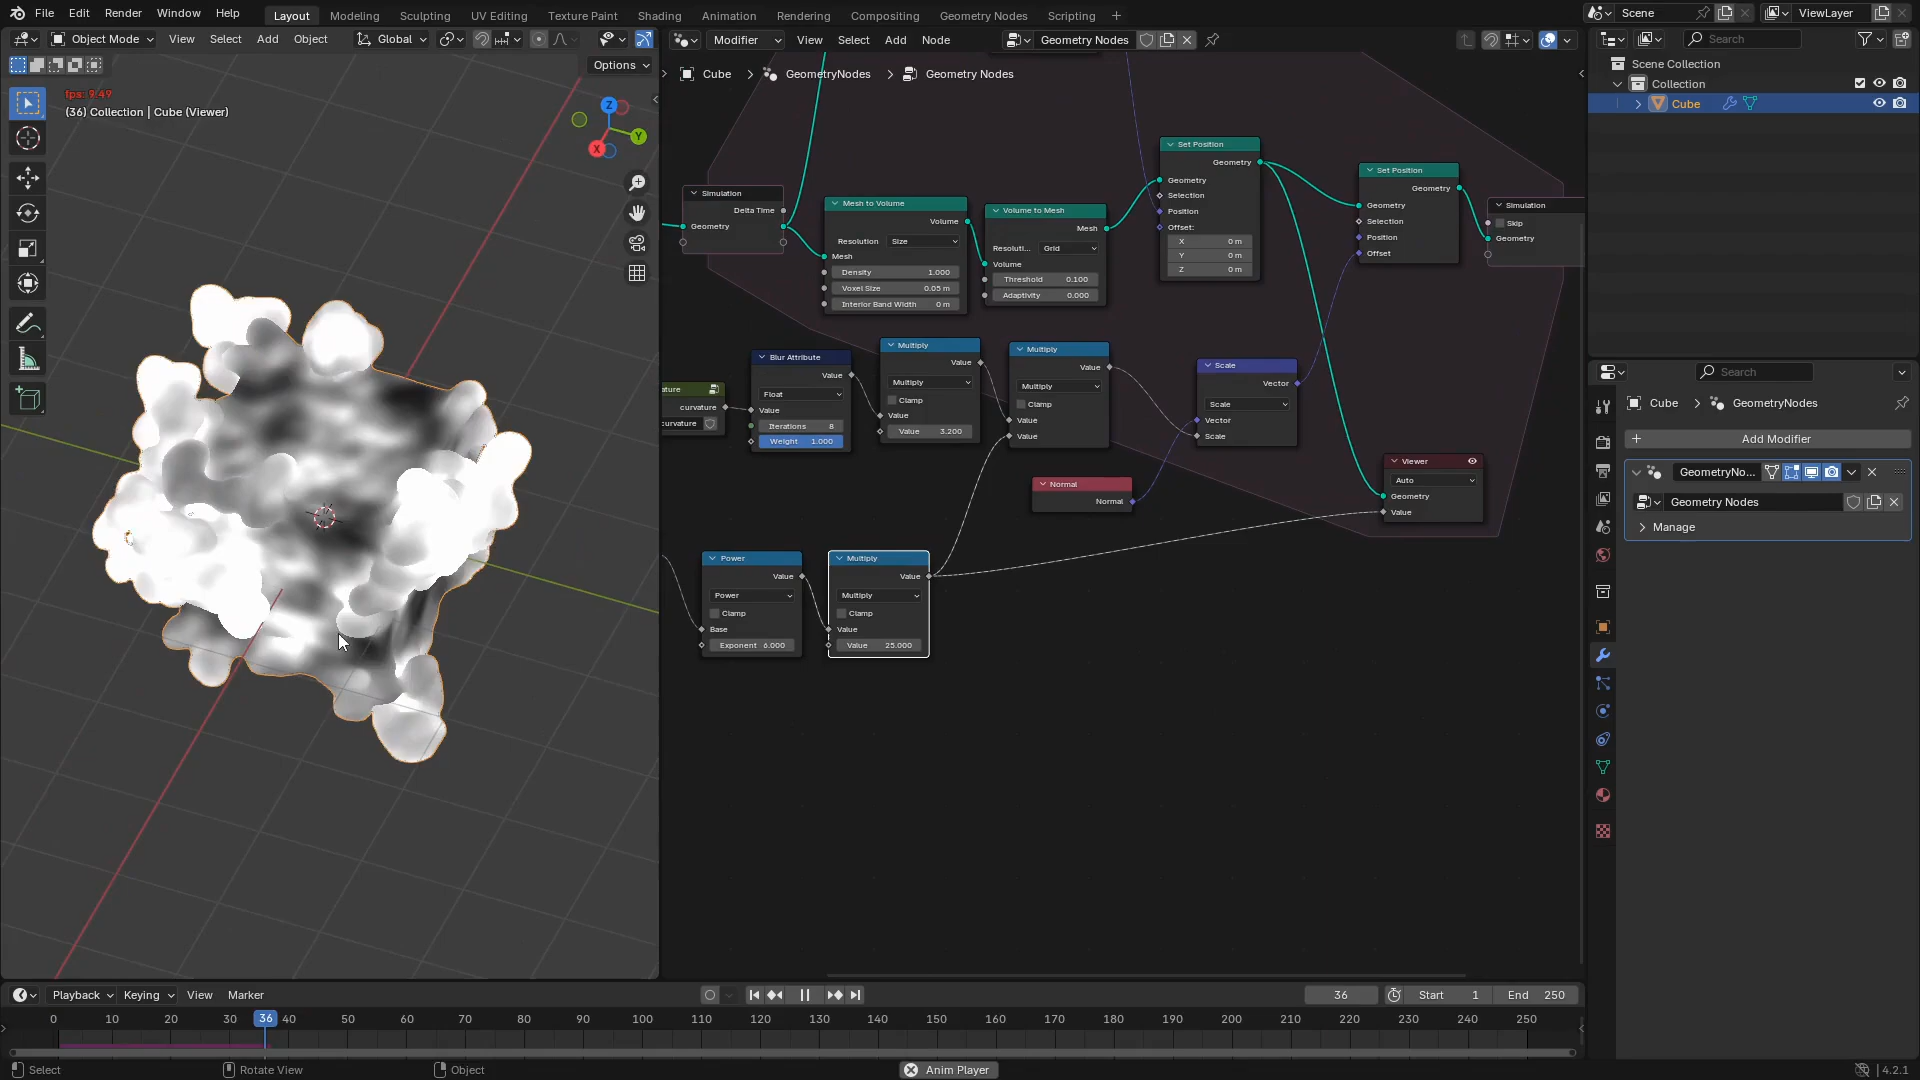 File Edit Render Window Help
Layout Modeling Sculpting UV Editing Texture Paint Shading Animation Rendering Compositing Geometry Nodes Scripting +
Scene
ViewLayer
Object Mode View Select Add Object
Global
Options
fps: 9.49
(36) Collection | Cube (Viewer)
Z
Y
X
Modifier View Select Add Node
Geometry Nodes
Cube > GeometryNodes > Geometry Nodes
Simulation
Delta Time
Geometry
Mesh to Volume
Volume
Resolution Size
Mesh
Density 1.000
Voxel Size 0.05 m
Interior Band Width 0 m
Volume to Mesh
Mesh
Resoluti... Grid
Volume
Threshold 0.100
Adaptivity 0.000
Set Position
Geometry
Geometry
Selection
Position
Offset:
X 0 m
Y 0 m
Z 0 m
Set Position
Geometry
Geometry
Selection
Position
Offset
Simulation
Skip
Geometry
ature
curvature
curvature
Blur Attribute
Value
Float
Value
Iterations 8
Weight 1.000
Multiply
Value
Multiply
Clamp
Value
Value 3.200
Multiply
Value
Multiply
Clamp
Value
Value
Scale
Vector
Scale
Vector
Scale
Normal
Normal
Viewer
Auto
Geometry
Value
Power
Value
Power
Clamp
Base
Exponent 6.000
Multiply
Value
Multiply
Clamp
Value
Value 25.000
Search
Scene Collection
Collection
Cube
Search
Cube > GeometryNodes
+ Add Modifier
GeometryNo...
Geometry Nodes
Manage
Playback Keying View Marker
36
Start 1
End 250
0 10 20 30 36 40 50 60 70 80 90 100 110 120 130 140 150 160 170 180 190 200 210 220 230 240 250
Select Rotate View Object
Anim Player
4.2.1